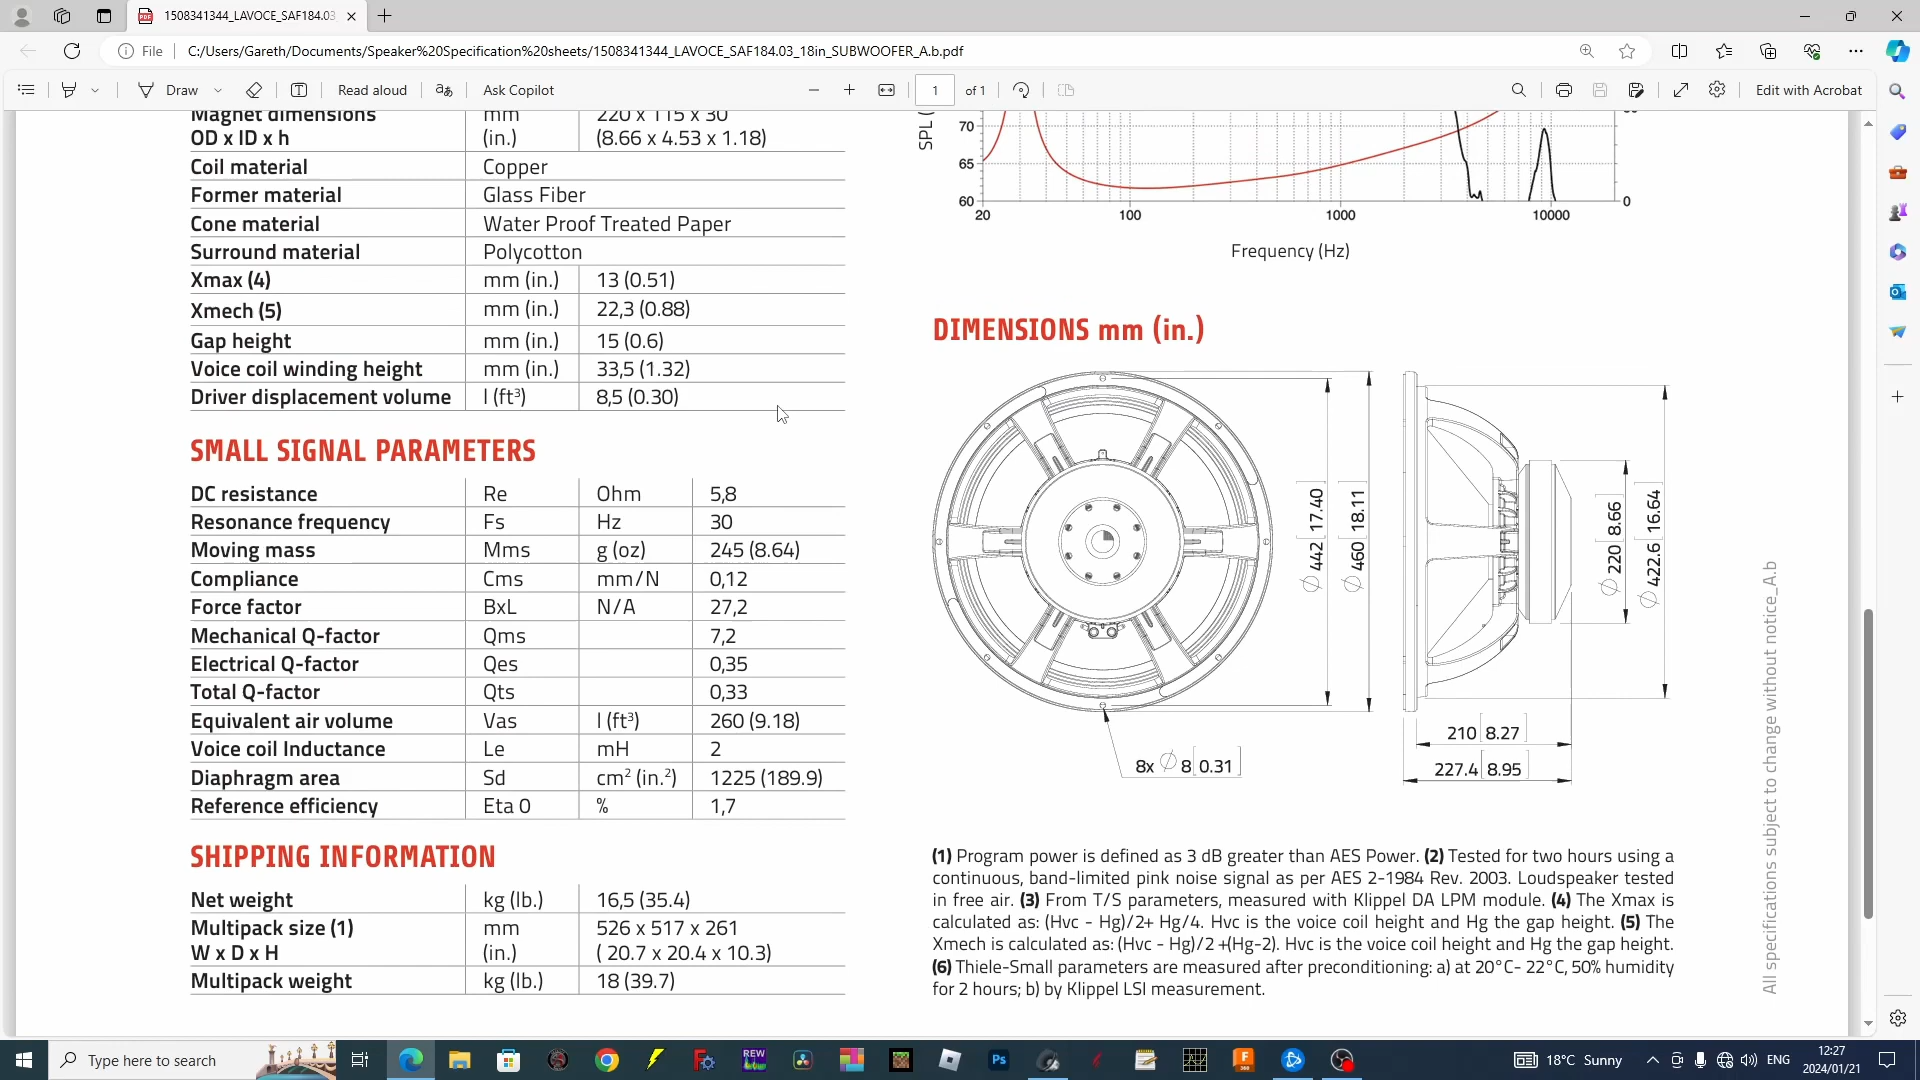 1508341344_LAVOCE_SAF184.03
File
C:/Users/Gareth/Documents/Speaker%20Specification%20sheets/1508341344_LAVOCE_SAF184.03_18in_SUBWOOFER_A.b.pdf
Draw
Read aloud
Ask Copilot
1 of 1
Edit with Acrobat
Magnet dimensions mm 220 x 115 x 30
OD x ID x h (in.) (8.66 x 4.53 x 1.18)
Coil material Copper
Former material Glass Fiber
Cone material Water Proof Treated Paper
Surround material Polycotton
Xmax (4) mm (in.) 13 (0.51)
Xmech (5) mm (in.) 22,3 (0.88)
Gap height mm (in.) 15 (0.6)
Voice coil winding height mm (in.) 33,5 (1.32)
Driver displacement volume l (ft³) 8,5 (0.30)
SMALL SIGNAL PARAMETERS
DC resistance Re Ohm 5,8
Resonance frequency Fs Hz 30
Moving mass Mms g (oz) 245 (8.64)
Compliance Cms mm/N 0,12
Force factor BxL N/A 27,2
Mechanical Q-factor Qms 7,2
Electrical Q-factor Qes 0,35
Total Q-factor Qts 0,33
Equivalent air volume Vas l (ft³) 260 (9.18)
Voice coil Inductance Le mH 2
Diaphragm area Sd cm² (in.²) 1225 (189.9)
Reference efficiency Eta 0 % 1,7
SHIPPING INFORMATION
Net weight kg (lb.) 16,5 (35.4)
Multipack size (1) mm 526 x 517 x 261
W x D x H (in.) ( 20.7 x 20.4 x 10.3)
Multipack weight kg (lb.) 18 (39.7)
SPL (
70
65
60
0
20
100
1000
10000
Frequency (Hz)
DIMENSIONS mm (in.)
∅ 442 [17.40]
∅ 460 [18.11]
∅ 220 [8.66]
∅ 422.6 [16.64]
210 [8.27]
227.4 [8.95]
8x ∅ 8 [0.31]
All specifications subject to change without notice_A.b
(1) Program power is defined as 3 dB greater than AES Power. (2) Tested for two hours using a
continuous, band-limited pink noise signal as per AES 2-1984 Rev. 2003. Loudspeaker tested
in free air. (3) From T/S parameters, measured with Klippel DA LPM module. (4) The Xmax is
calculated as: (Hvc - Hg)/2+ Hg/4. Hvc is the voice coil height and Hg the gap height. (5) The
Xmech is calculated as: (Hvc - Hg)/2 +(Hg-2). Hvc is the voice coil height and Hg the gap height.
(6) Thiele-Small parameters are measured after preconditioning: a) at 20°C- 22°C, 50% humidity
for 2 hours; b) by Klippel LSI measurement.
Type here to search
REW
Ps
18°C Sunny
ENG
12:27
2024/01/21